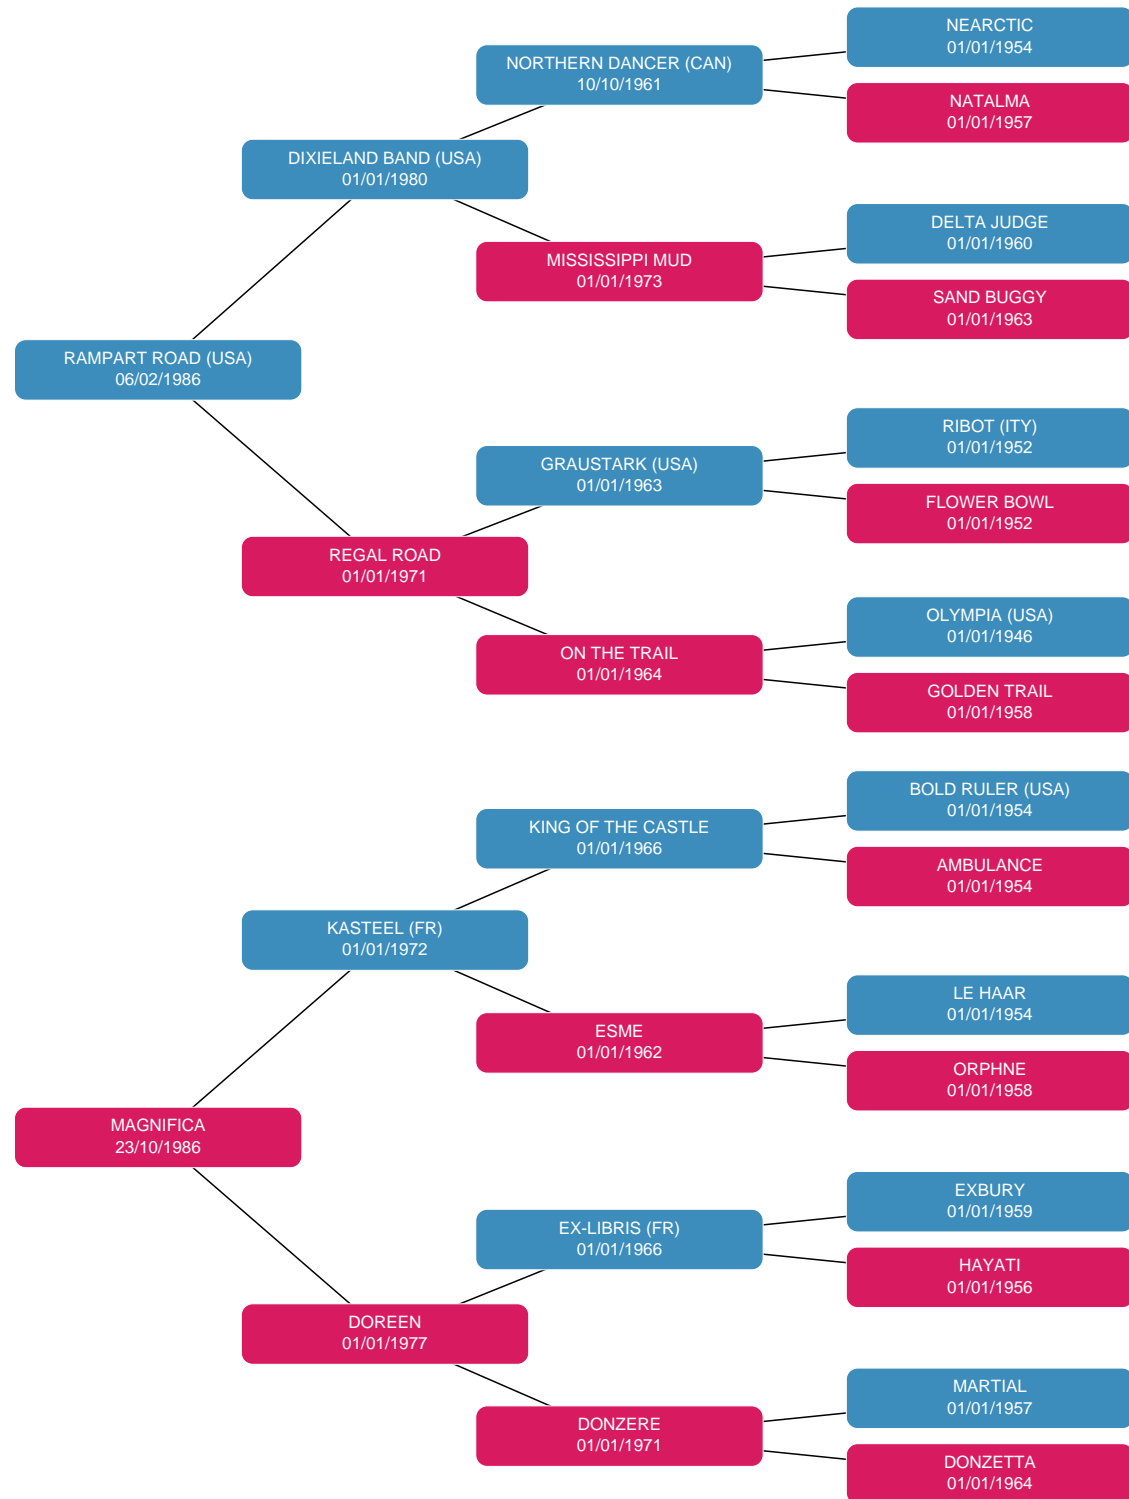 NEARCTIC
01/01/1954
NORTHERN DANCER (CAN)
10/10/1961
NATALMA
01/01/1957
DIXIELAND BAND (USA)
01/01/1980
DELTA JUDGE
01/01/1960
MISSISSIPPI MUD
01/01/1973
SAND BUGGY
01/01/1963
RAMPART ROAD (USA)
06/02/1986
RIBOT (ITY)
01/01/1952
GRAUSTARK (USA)
01/01/1963
FLOWER BOWL
01/01/1952
REGAL ROAD
01/01/1971
OLYMPIA (USA)
01/01/1946
ON THE TRAIL
01/01/1964
GOLDEN TRAIL
01/01/1958
BOLD RULER (USA)
01/01/1954
KING OF THE CASTLE
01/01/1966
AMBULANCE
01/01/1954
KASTEEL (FR)
01/01/1972
LE HAAR
01/01/1954
ESME
01/01/1962
ORPHNE
01/01/1958
MAGNIFICA
23/10/1986
EXBURY
01/01/1959
EX-LIBRIS (FR)
01/01/1966
HAYATI
01/01/1956
DOREEN
01/01/1977
MARTIAL
01/01/1957
DONZERE
01/01/1971
DONZETTA
01/01/1964